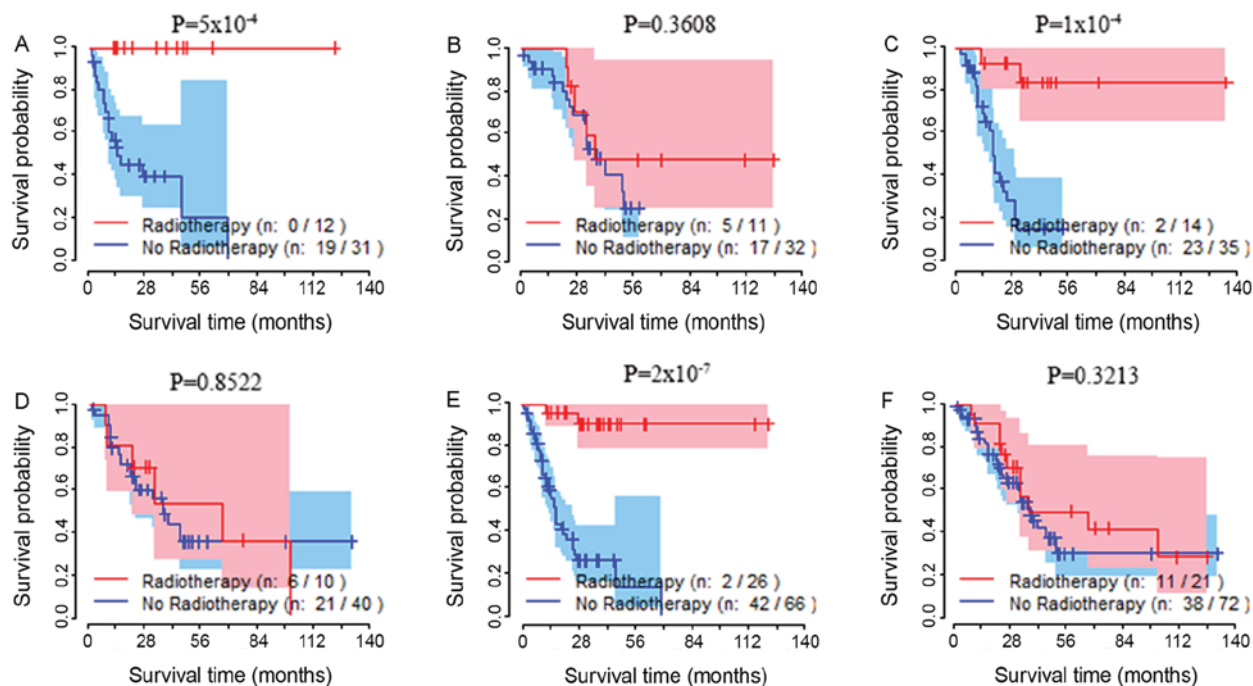 P=5x10⁻⁴
A
Survival probability
1.0
0.8
0.6
0.4
0.2
0.0
Radiotherapy (n: 0 / 12 )
No Radiotherapy (n: 19 / 31 )
0 28 56 84 112 140
Survival time (months)
P=0.3608
B
Survival probability
1.0
0.8
0.6
0.4
0.2
0.0
Radiotherapy (n: 5 / 11 )
No Radiotherapy (n: 17 / 32 )
0 28 56 84 112 140
Survival time (months)
P=1x10⁻⁴
C
Survival probability
1.0
0.8
0.6
0.4
0.2
0.0
Radiotherapy (n: 2 / 14 )
No Radiotherapy (n: 23 / 35 )
0 28 56 84 112 140
Survival time (months)
P=0.8522
D
Survival probability
1.0
0.8
0.6
0.4
0.2
0.0
Radiotherapy (n: 6 / 10 )
No Radiotherapy (n: 21 / 40 )
0 28 56 84 112 140
Survival time (months)
P=2x10⁻⁷
E
Survival probability
1.0
0.8
0.6
0.4
0.2
0.0
Radiotherapy (n: 2 / 26 )
No Radiotherapy (n: 42 / 66 )
0 28 56 84 112 140
Survival time (months)
P=0.3213
F
Survival probability
1.0
0.8
0.6
0.4
0.2
0.0
Radiotherapy (n: 11 / 21 )
No Radiotherapy (n: 38 / 72 )
0 28 56 84 112 140
Survival time (months)